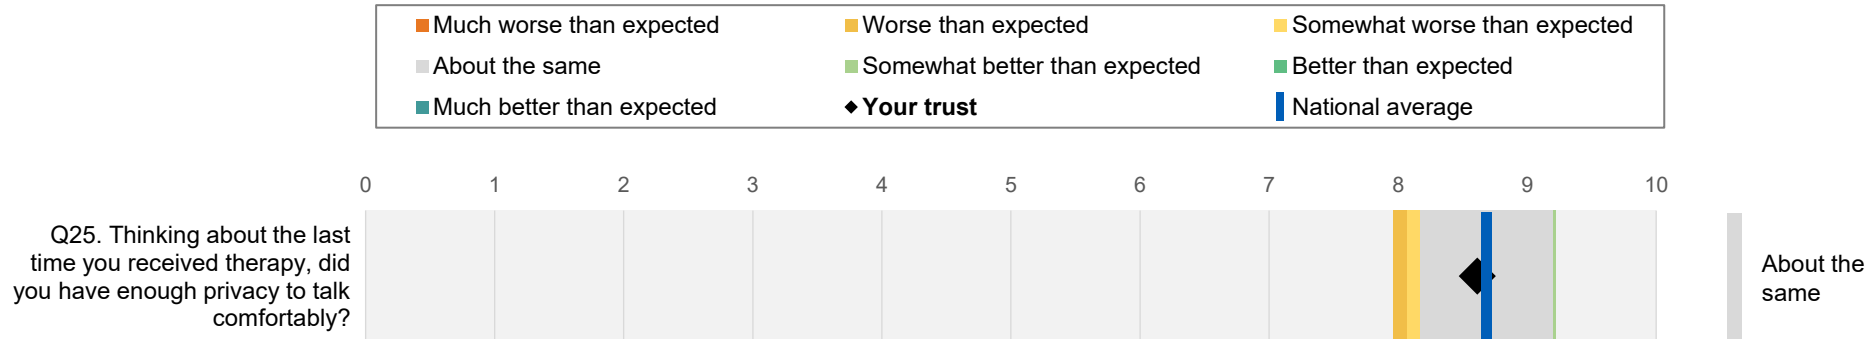 Much worse than expected
Worse than expected
Somewhat worse than expected
About the same
Somewhat better than expected
Better than expected
Much better than expected
Your trust
National average
0 1 2 3 4 5 6 7 8 9 10
Q25. Thinking about the last
time you received therapy, did
you have enough privacy to talk
comfortably?
About the
same